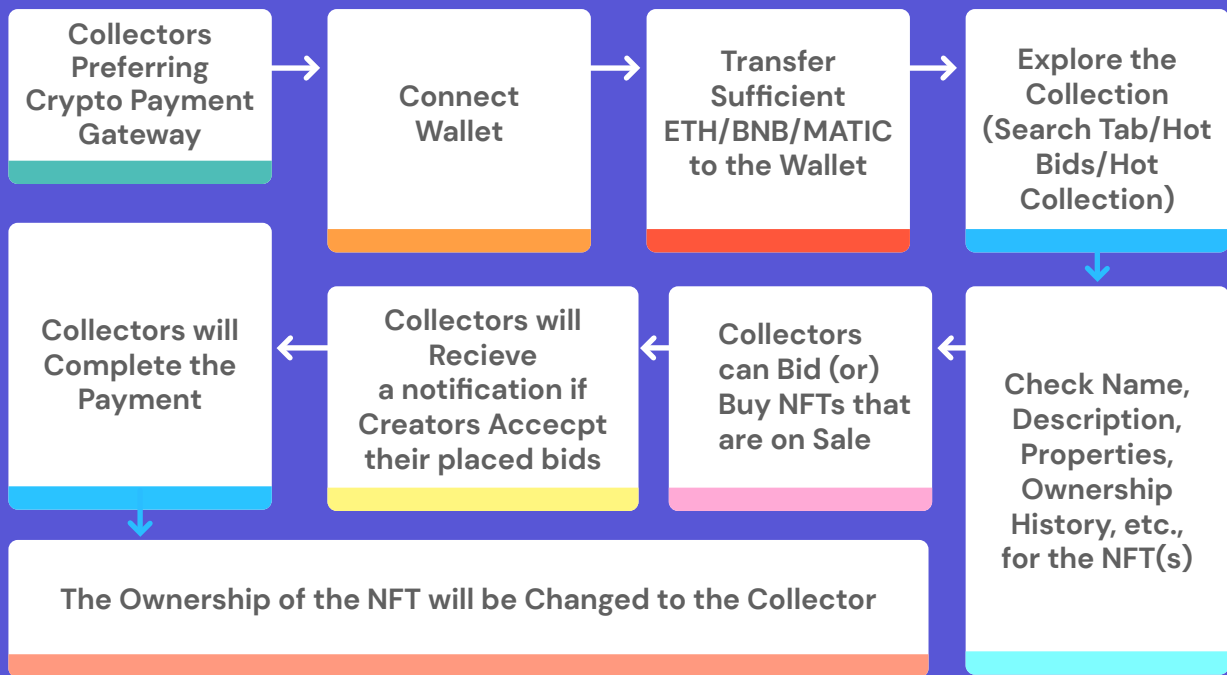 Collectors
Preferring
Crypto Payment
Gateway
Connect
Wallet
Transfer
Sufficient
ETH/BNB/MATIC
to the Wallet
Explore the
Collection
(Search Tab/Hot
Bids/Hot
Collection)
Check Name,
Description,
Properties,
Ownership
History, etc.,
for the NFT(s)
Collectors
can Bid (or)
Buy NFTs that
are on Sale
Collectors will
Recieve
a notification if
Creators Accecpt
their placed bids
Collectors will
Complete the
Payment
The Ownership of the NFT will be Changed to the Collector